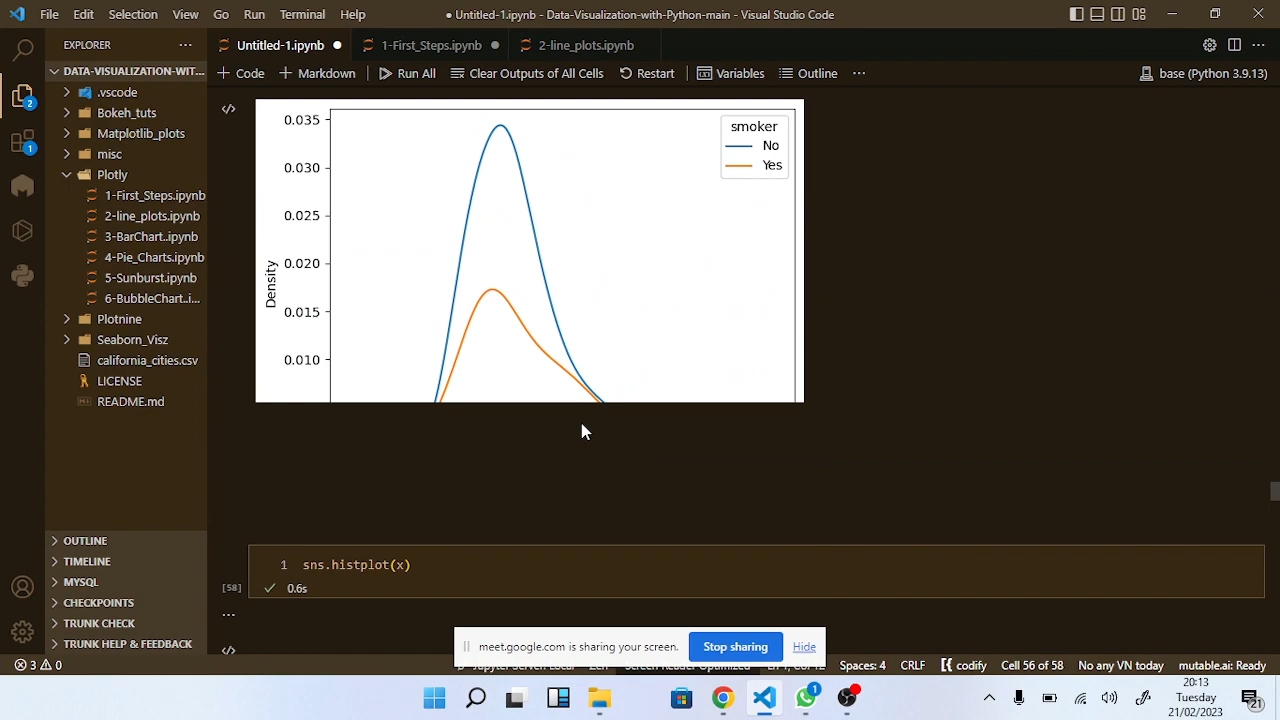 File Edit Selection View Go Run Terminal Help
• Untitled-1.ipynb - Data-Visualization-with-Python-main - Visual Studio Code
EXPLORER
Untitled-1.ipynb 1-First_Steps.ipynb 2-line_plots.ipynb
DATA-VISUALIZATION-WIT...
+ Code + Markdown Run All Clear Outputs of All Cells Restart Variables Outline ... base (Python 3.9.13)
.vscode
Bokeh_tuts
Matplotlib_plots
misc
Plotly
1-First_Steps.ipynb
2-line_plots.ipynb
3-BarChart..ipynb
4-Pie_Charts.ipynb
5-Sunburst.ipynb
6-BubbleChart..i...
Plotnine
Seaborn_Visz
california_cities.csv
LICENSE
README.md
OUTLINE
TIMELINE
MYSQL
CHECKPOINTS
TRUNK CHECK
TRUNK HELP & FEEDBACK
2
1
0.035
0.030
0.025
0.020
0.015
0.010
Density
smoker
No
Yes
1 sns.histplot(x)
[58] 0.6s
...
meet.google.com is sharing your screen. Stop sharing Hide
3 0
Spaces: 4 CRLF codify Cell 56 of 58 No any VN today mutable.ai: Ready
1
20:13
Tuesday
21/02/2023
21